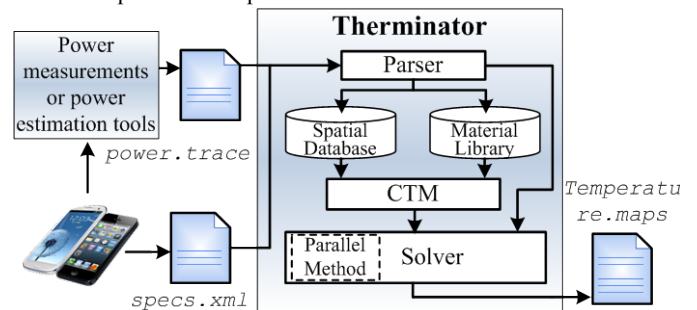 Therminator
Power
measurements
or power
estimation tools
power.trace
Parser
Spatial
Database
Material
Library
CTM
Parallel
Method
Solver
specs.xml
Temperatu
re.maps